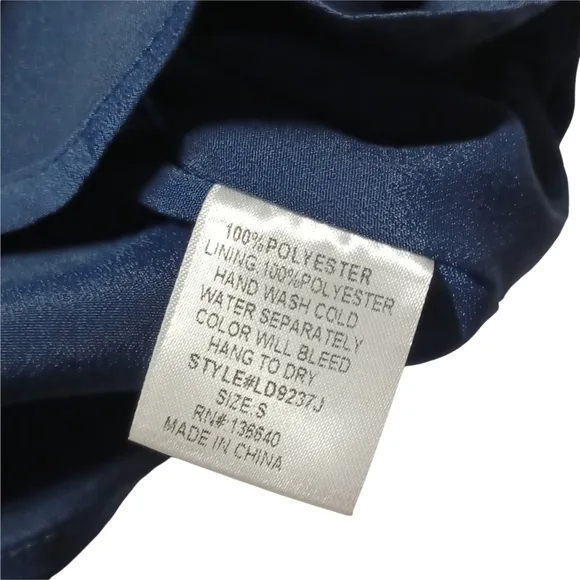 100%POLYESTER
LINING:100%POLYESTER
HAND WASH COLD
WATER SEPARATELY
COLOR WILL BLEED
HANG TO DRY
STYLE#LD9237J
SIZE:S
RN#:136640
MADE IN CHINA